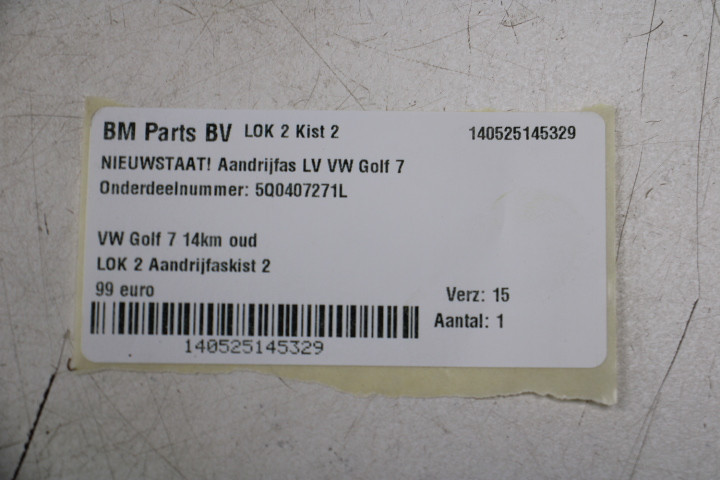 BM Parts BV LOK 2 Kist 2 140525145329
NIEUWSTAAT! Aandrijfas LV VW Golf 7
Onderdeelnummer: 5Q0407271L
VW Golf 7 14km oud
LOK 2 Aandrijfaskist 2
99 euro Verz: 15
Aantal: 1
140525145329